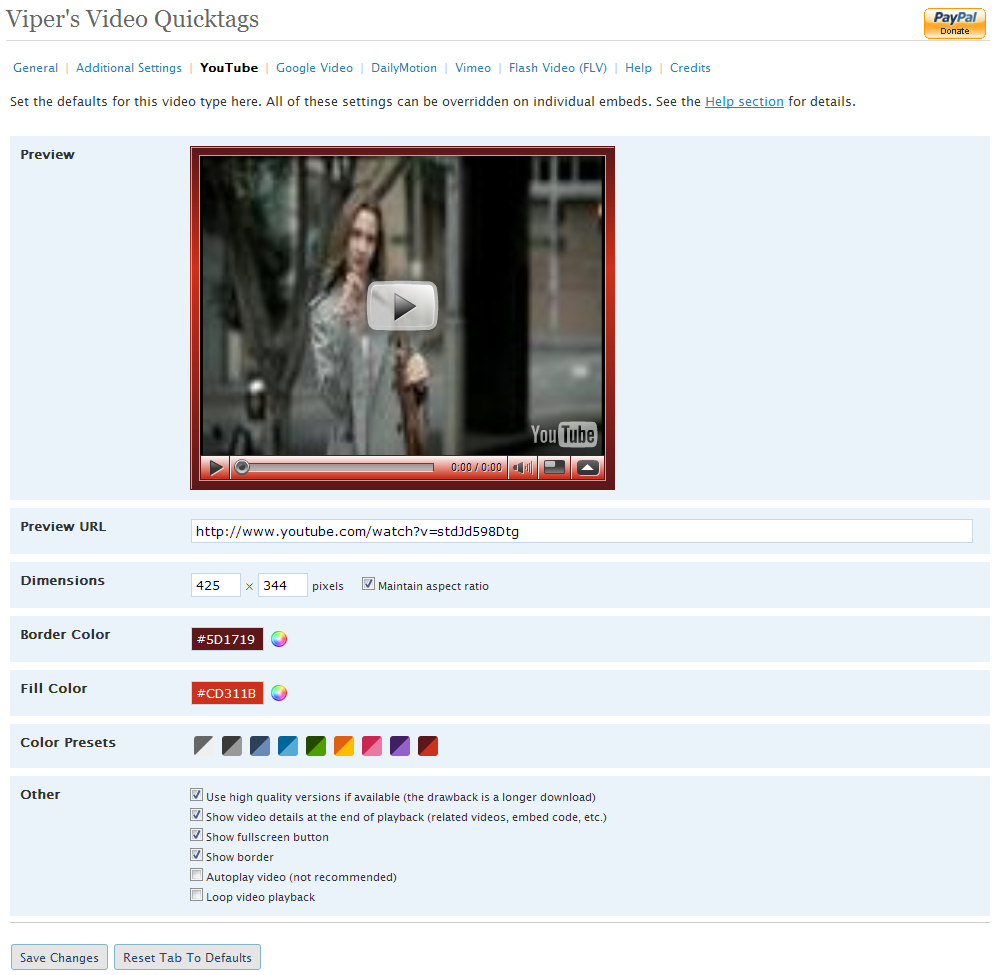 Viper's Video Quicktags
PayPal
Donate
General | Additional Settings | YouTube | Google Video | DailyMotion | Vimeo | Flash Video (FLV) | Help | Credits
Set the defaults for this video type here. All of these settings can be overridden on individual embeds. See the Help section for details.
Preview
YouTube
0:00 / 0:00
Preview URL
http://www.youtube.com/watch?v=stdJd598Dtg
Dimensions
425 × 344 pixels Maintain aspect ratio
Border Color
#5D1719
Fill Color
#CD311B
Color Presets
Other
Use high quality versions if available (the drawback is a longer download)
Show video details at the end of playback (related videos, embed code, etc.)
Show fullscreen button
Show border
Autoplay video (not recommended)
Loop video playback
Save Changes Reset Tab To Defaults